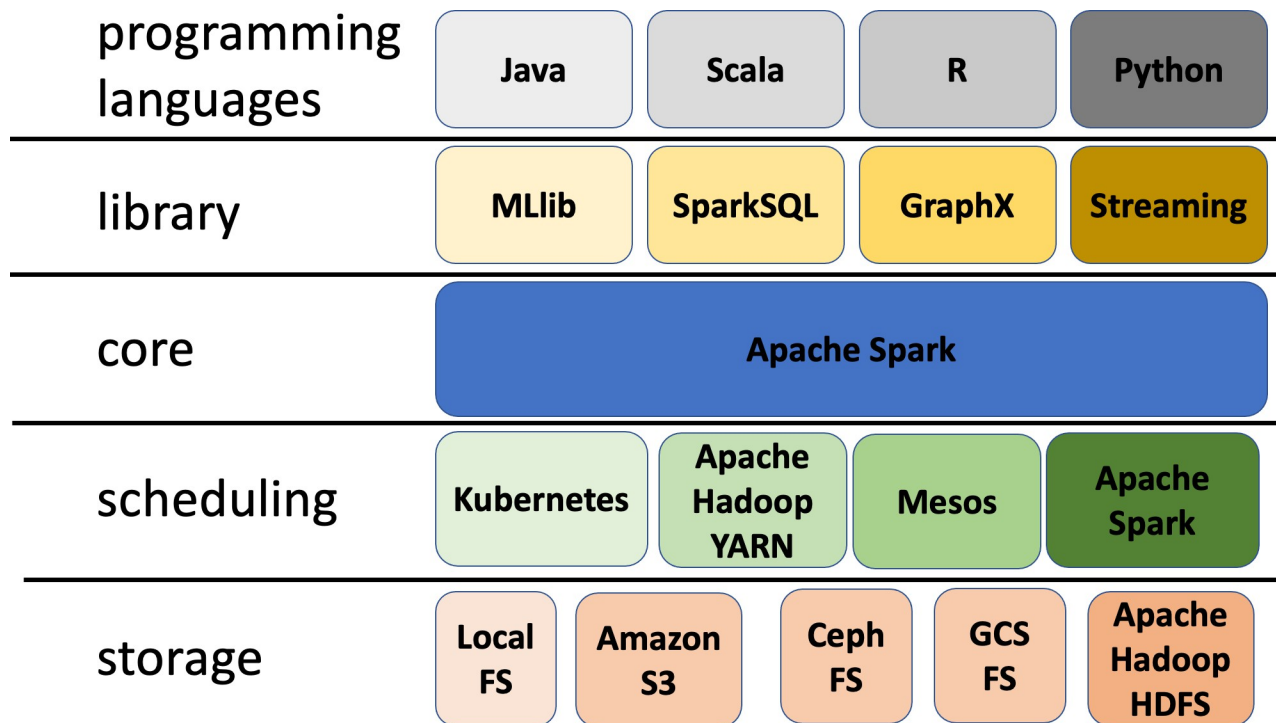 programming
languages
Java
Scala
R
Python
library
MLlib
SparkSQL
GraphX
Streaming
core
Apache Spark
scheduling
Kubernetes
Apache
Hadoop
YARN
Mesos
Apache
Spark
storage
Local
FS
Amazon
S3
Ceph
FS
GCS
FS
Apache
Hadoop
HDFS